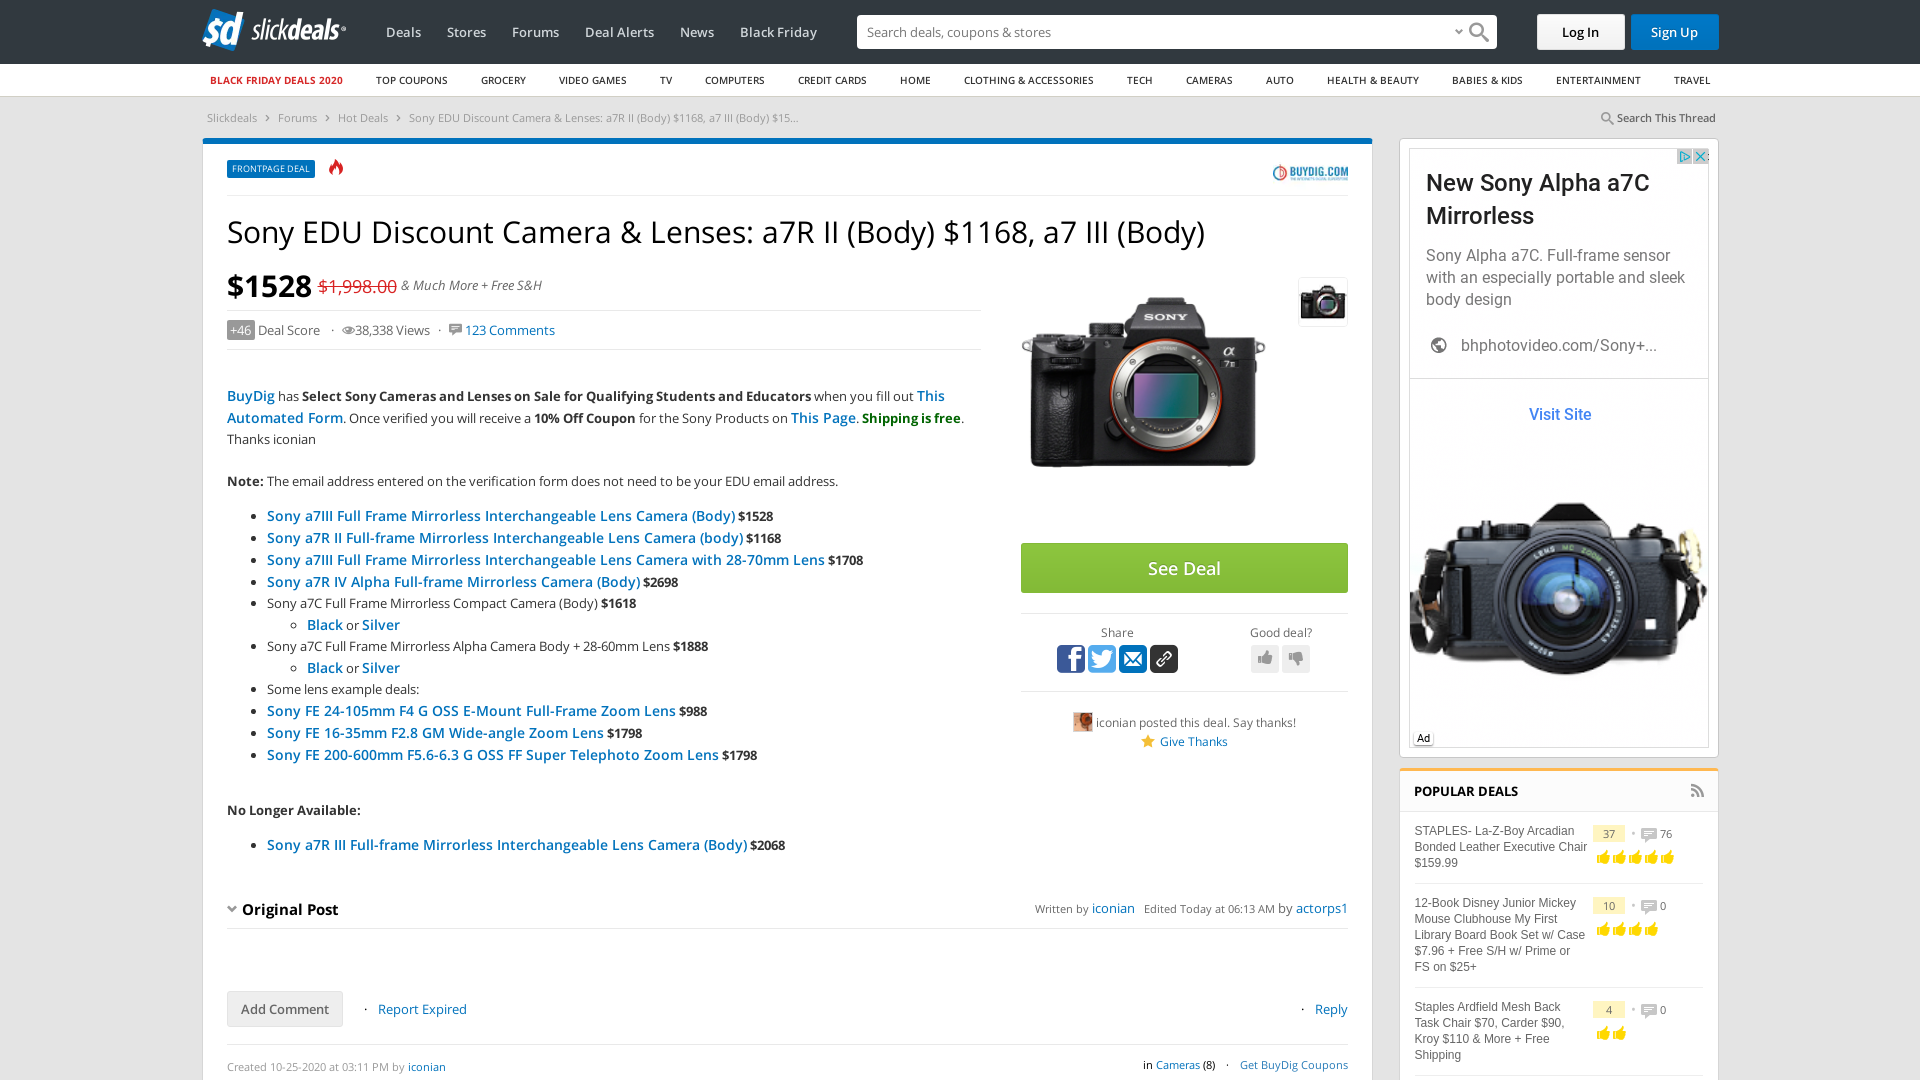 slickdeals
Deals Stores Forums Deal Alerts News Black Friday
Search deals, coupons & stores
Log In Sign Up
BLACK FRIDAY DEALS 2020 TOP COUPONS GROCERY VIDEO GAMES TV COMPUTERS CREDIT CARDS HOME CLOTHING & ACCESSORIES TECH CAMERAS AUTO HEALTH & BEAUTY BABIES & KIDS ENTERTAINMENT TRAVEL
Slickdeals › Forums › Hot Deals › Sony EDU Discount Camera & Lenses: a7R II (Body) $1168, a7 III (Body) $15...
Search This Thread
FRONTPAGE DEAL
BUYDIG.COM
Sony EDU Discount Camera & Lenses: a7R II (Body) $1168, a7 III (Body)
$1528 $1,998.00 & Much More + Free S&H
+46 Deal Score · 38,338 Views · 123 Comments
BuyDig has Select Sony Cameras and Lenses on Sale for Qualifying Students and Educators when you fill out This
Automated Form. Once verified you will receive a 10% Off Coupon for the Sony Products on This Page. Shipping is free.
Thanks iconian
Note: The email address entered on the verification form does not need to be your EDU email address.
Sony a7III Full Frame Mirrorless Interchangeable Lens Camera (Body) $1528
Sony a7R II Full-frame Mirrorless Interchangeable Lens Camera (body) $1168
Sony a7III Full Frame Mirrorless Interchangeable Lens Camera with 28-70mm Lens $1708
Sony a7R IV Alpha Full-frame Mirrorless Camera (Body) $2698
Sony a7C Full Frame Mirrorless Compact Camera (Body) $1618
Black or Silver
Sony a7C Full Frame Mirrorless Alpha Camera Body + 28-60mm Lens $1888
Black or Silver
Some lens example deals:
Sony FE 24-105mm F4 G OSS E-Mount Full-Frame Zoom Lens $988
Sony FE 16-35mm F2.8 GM Wide-angle Zoom Lens $1798
Sony FE 200-600mm F5.6-6.3 G OSS FF Super Telephoto Zoom Lens $1798
No Longer Available:
Sony a7R III Full-frame Mirrorless Interchangeable Lens Camera (Body) $2068
Original Post
Written by iconian Edited Today at 06:13 AM by actorps1
Add Comment · Report Expired
· Reply
Created 10-25-2020 at 03:11 PM by iconian
in Cameras (8) · Get BuyDig Coupons
SONY
α
See Deal
Share
Good deal?
iconian posted this deal. Say thanks!
Give Thanks
New Sony Alpha a7C
Mirrorless
Sony Alpha a7C. Full-frame sensor
with an especially portable and sleek
body design
bhphotovideo.com/Sony+...
Visit Site
Ad
POPULAR DEALS
STAPLES- La-Z-Boy Arcadian
Bonded Leather Executive Chair
$159.99
37 · 76
12-Book Disney Junior Mickey
Mouse Clubhouse My First
Library Board Book Set w/ Case
$7.96 + Free S/H w/ Prime or
FS on $25+
10 · 0
Staples Ardfield Mesh Back
Task Chair $70, Carder $90,
Kroy $110 & More + Free
Shipping
4 · 0